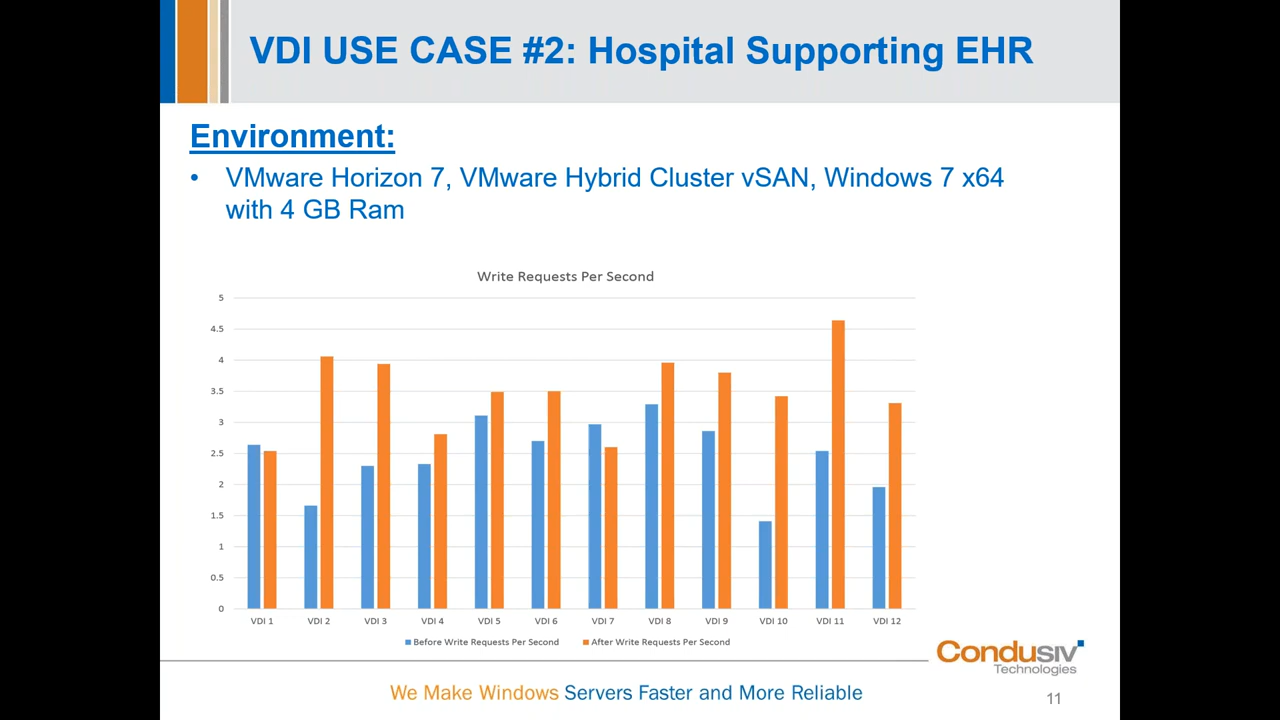 VDI USE CASE #2: Hospital Supporting EHR
Environment:
• VMware Horizon 7, VMware Hybrid Cluster vSAN, Windows 7 x64
with 4 GB Ram
Write Requests Per Second
5
4.5
4
3.5
3
2.5
2
1.5
1
0.5
0
VDI 1 VDI 2 VDI 3 VDI 4 VDI 5 VDI 6 VDI 7 VDI 8 VDI 9 VDI 10 VDI 11 VDI 12
Before Write Requests Per Second After Write Requests Per Second
Condusiv
Technologies
We Make Windows Servers Faster and More Reliable
11